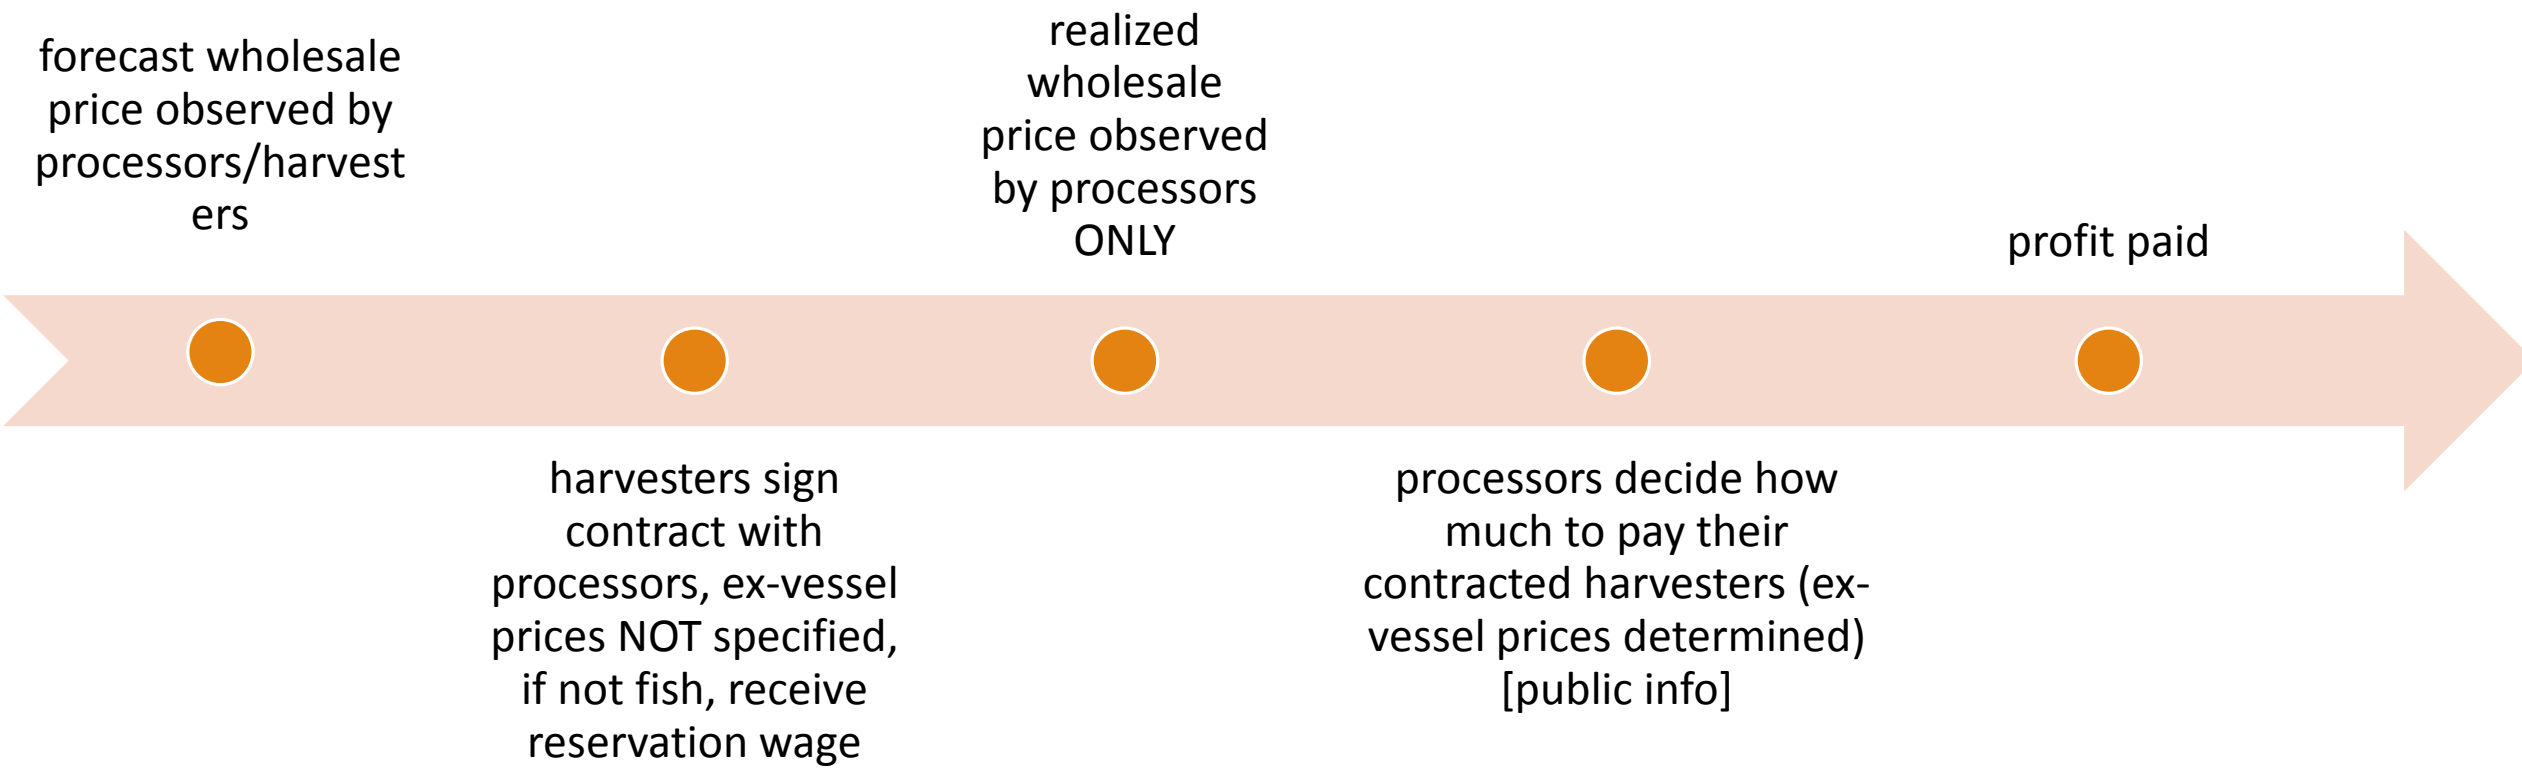 forecast wholesale
price observed by
processors/harvest
ers
harvesters sign
contract with
processors, ex-vessel
prices NOT specified,
if not fish, receive
reservation wage
realized
wholesale
price observed
by processors
ONLY
processors decide how
much to pay their
contracted harvesters (ex-
vessel prices determined)
[public info]
profit paid